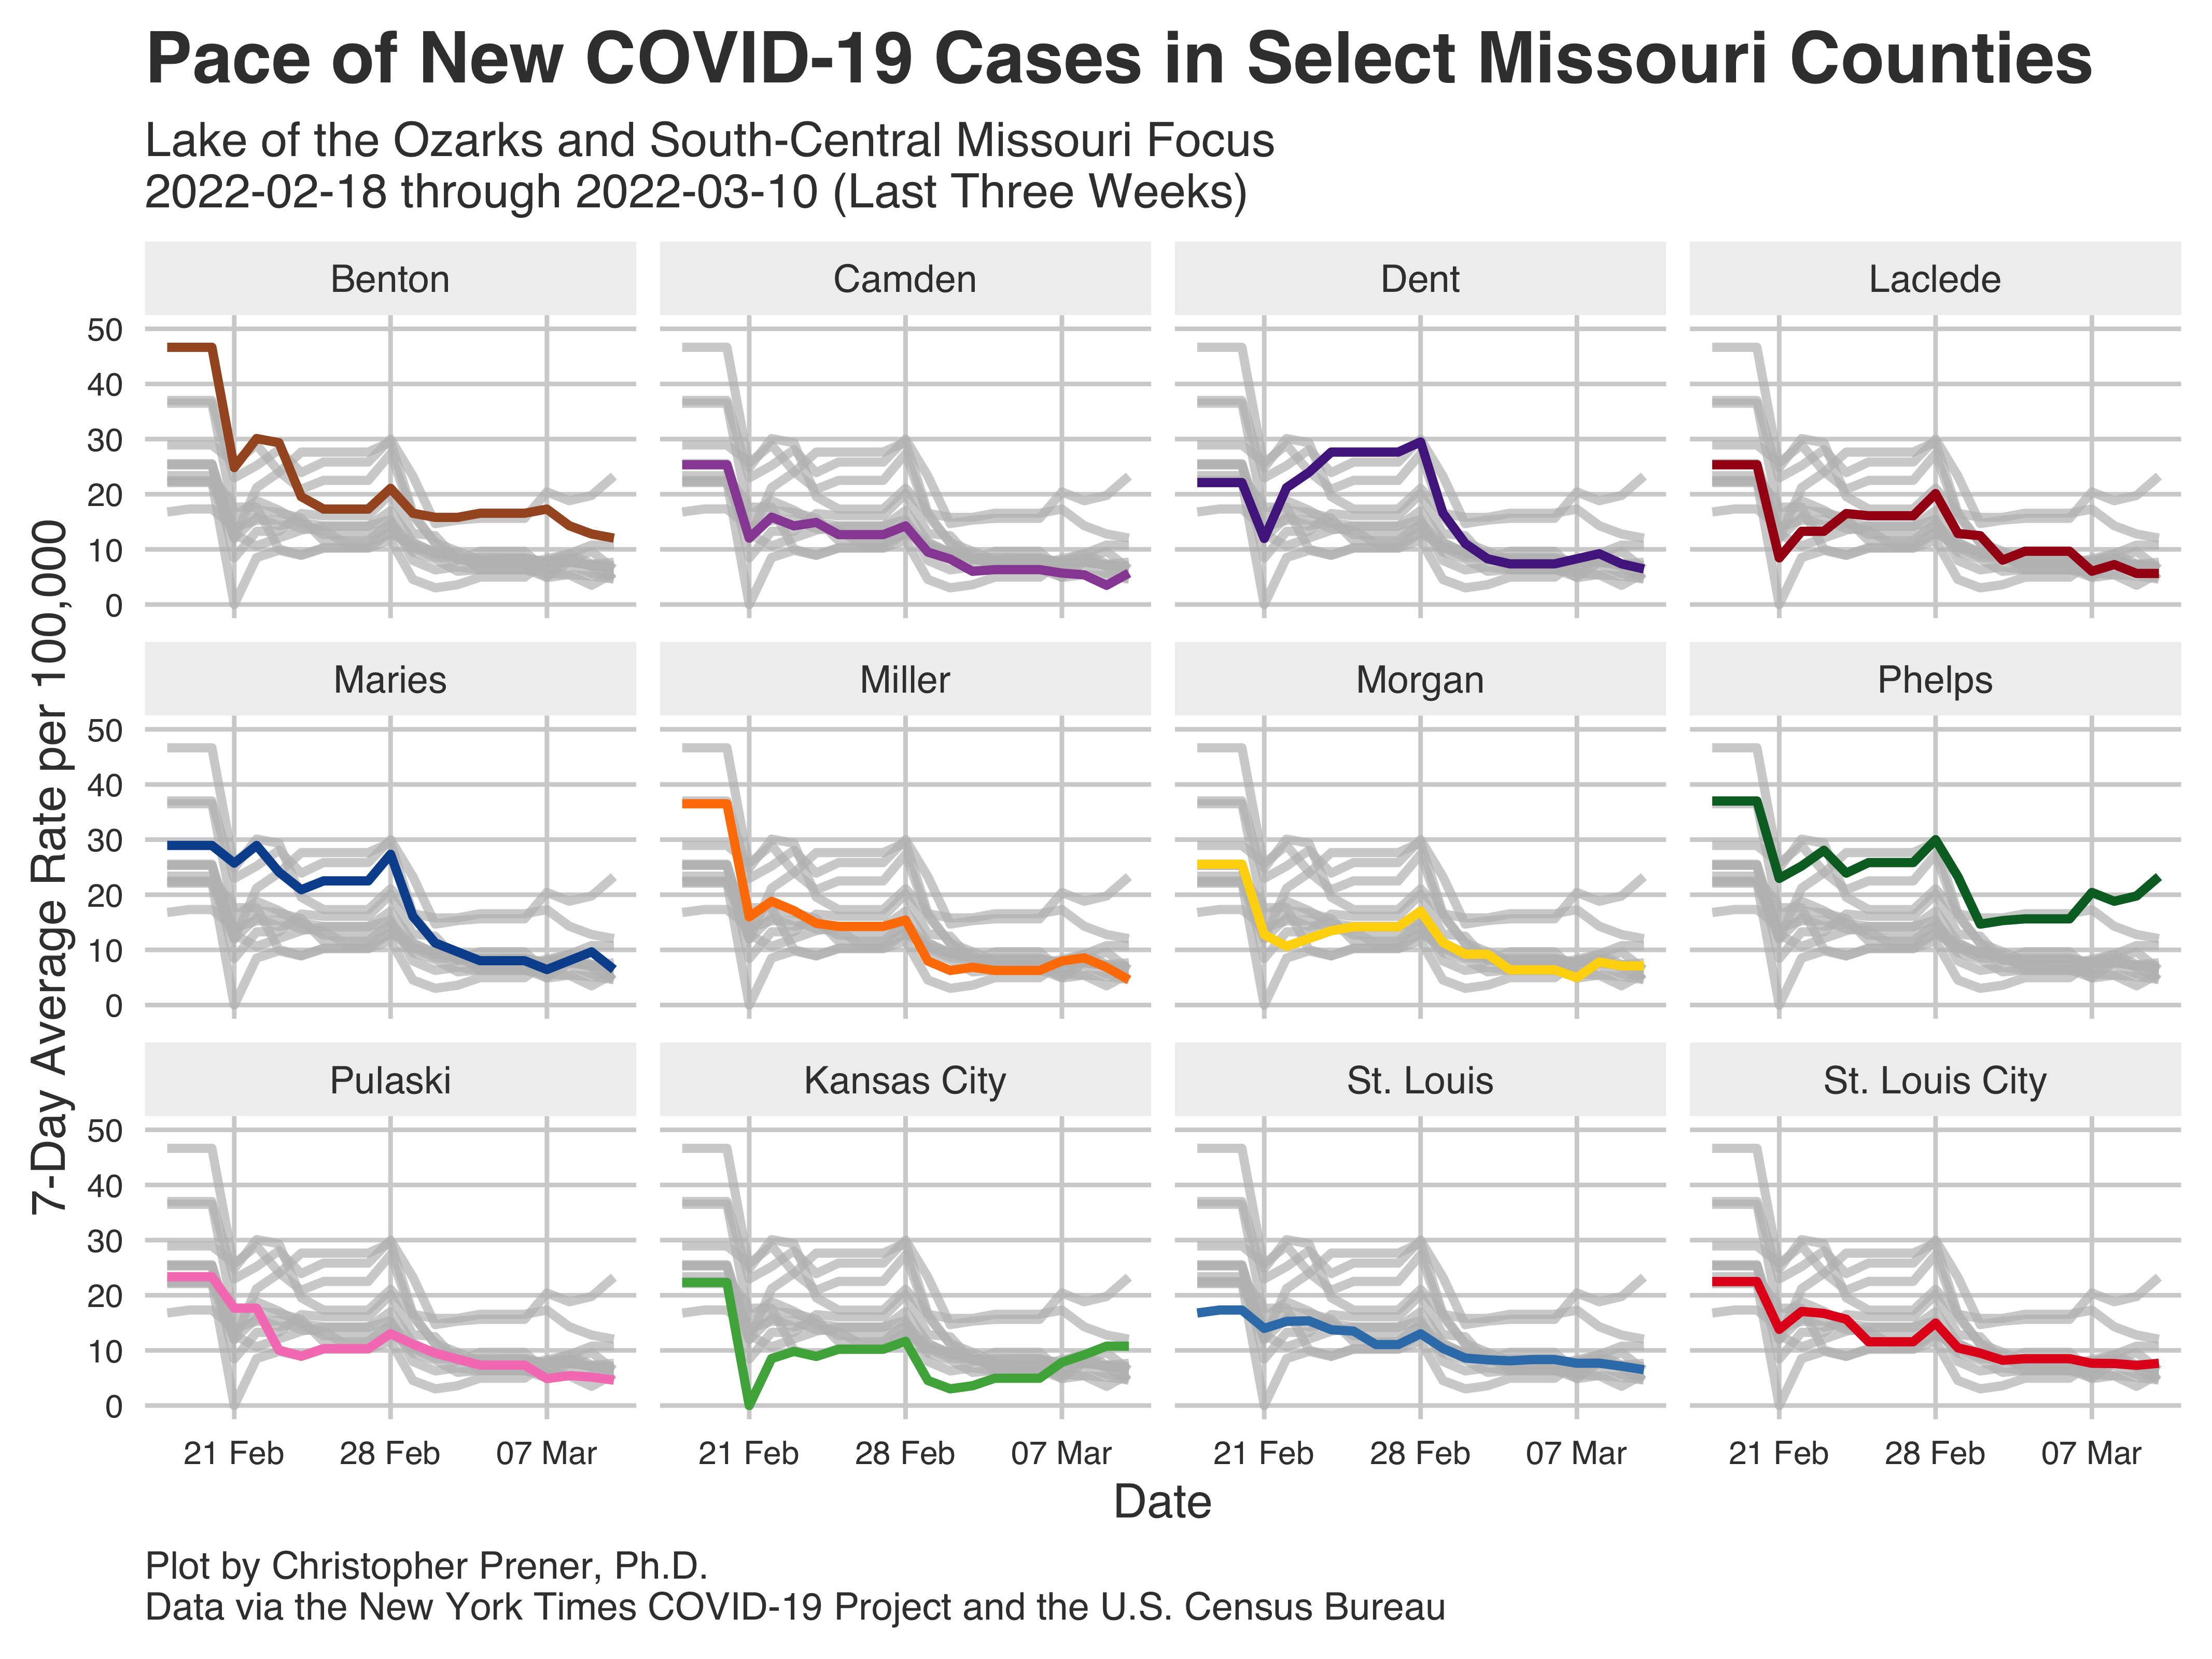 Pace of New COVID-19 Cases in Select Missouri Counties
Lake of the Ozarks and South-Central Missouri Focus
2022-02-18 through 2022-03-10 (Last Three Weeks)
Benton
Camden
Dent
Laclede
50
40
30
20
10
0
Maries
Miller
Morgan
Phelps
50
40
30
20
10
0
Pulaski
Kansas City
St. Louis
St. Louis City
50
40
30
20
10
0
7-Day Average Rate per 100,000
21 Feb
28 Feb
07 Mar
21 Feb
28 Feb
07 Mar
21 Feb
28 Feb
07 Mar
21 Feb
28 Feb
07 Mar
Date
Plot by Christopher Prener, Ph.D.
Data via the New York Times COVID-19 Project and the U.S. Census Bureau